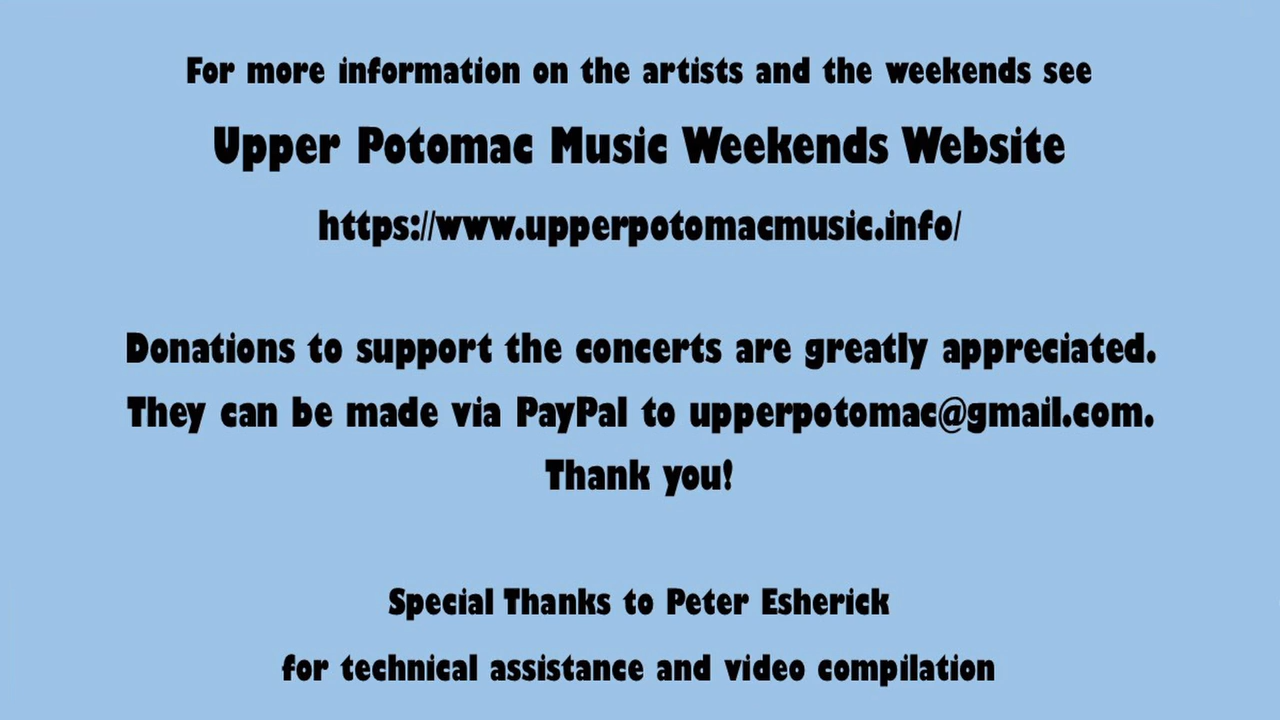 For more information on the artists and the weekends see
Upper Potomac Music Weekends Website
https://www.upperpotomacmusic.info/
Donations to support the concerts are greatly appreciated.
They can be made via PayPal to upperpotomac@gmail.com.
Thank you!
Special Thanks to Peter Esherick
for technical assistance and video compilation